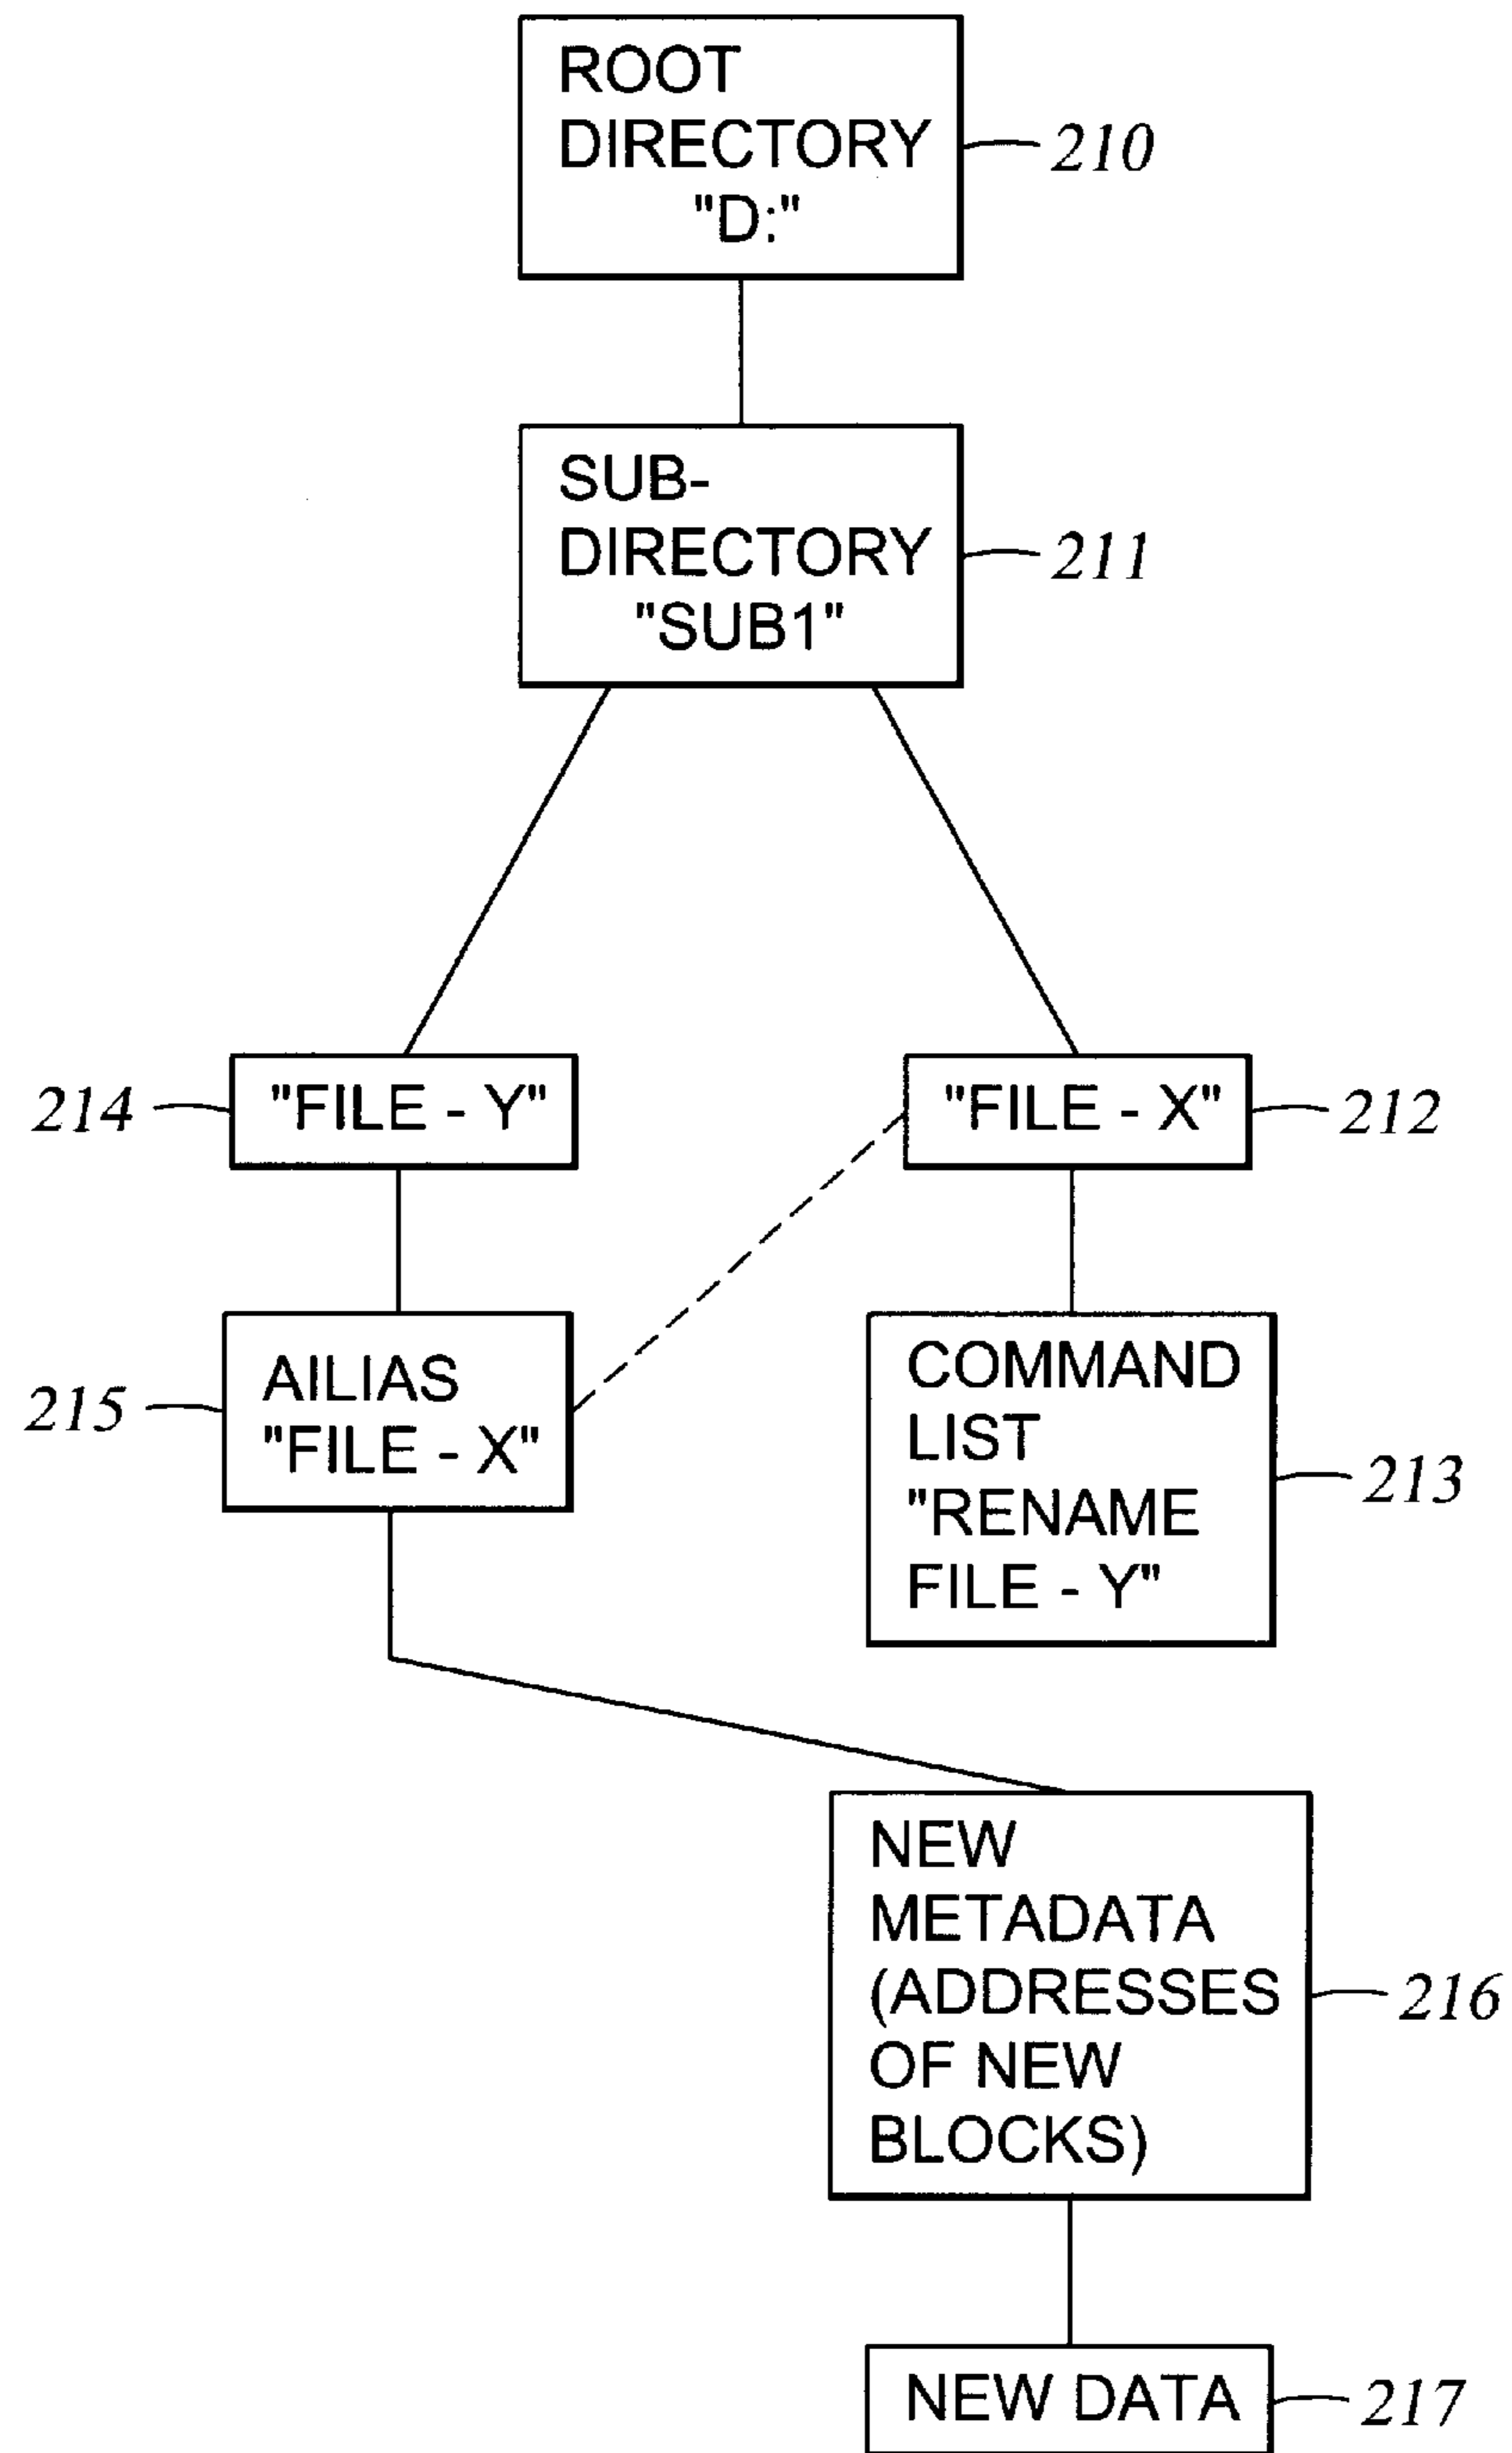 ROOT
DIRECTORY
"D:"
210
SUB-
DIRECTORY
"SUB1"
211
214
"FILE - Y"
"FILE - X"
212
215
AILIAS
"FILE - X"
COMMAND
LIST
"RENAME
FILE - Y"
213
NEW
METADATA
(ADDRESSES
OF NEW
BLOCKS)
216
NEW DATA
217